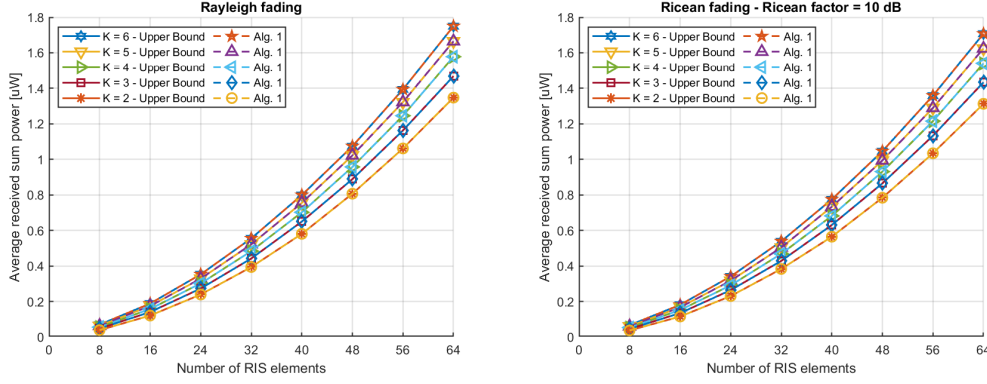 Rayleigh fading
Average received sum power [uW]
1.8
1.6
1.4
1.2
1
0.8
0.6
0.4
0.2
0
K = 6 - Upper Bound Alg. 1
K = 5 - Upper Bound Alg. 1
K = 4 - Upper Bound Alg. 1
K = 3 - Upper Bound Alg. 1
K = 2 - Upper Bound Alg. 1
0 8 16 24 32 40 48 56 64
Number of RIS elements
Ricean fading - Ricean factor = 10 dB
Average received sum power [uW]
1.8
1.6
1.4
1.2
1
0.8
0.6
0.4
0.2
0
K = 6 - Upper Bound Alg. 1
K = 5 - Upper Bound Alg. 1
K = 4 - Upper Bound Alg. 1
K = 3 - Upper Bound Alg. 1
K = 2 - Upper Bound Alg. 1
0 8 16 24 32 40 48 56 64
Number of RIS elements